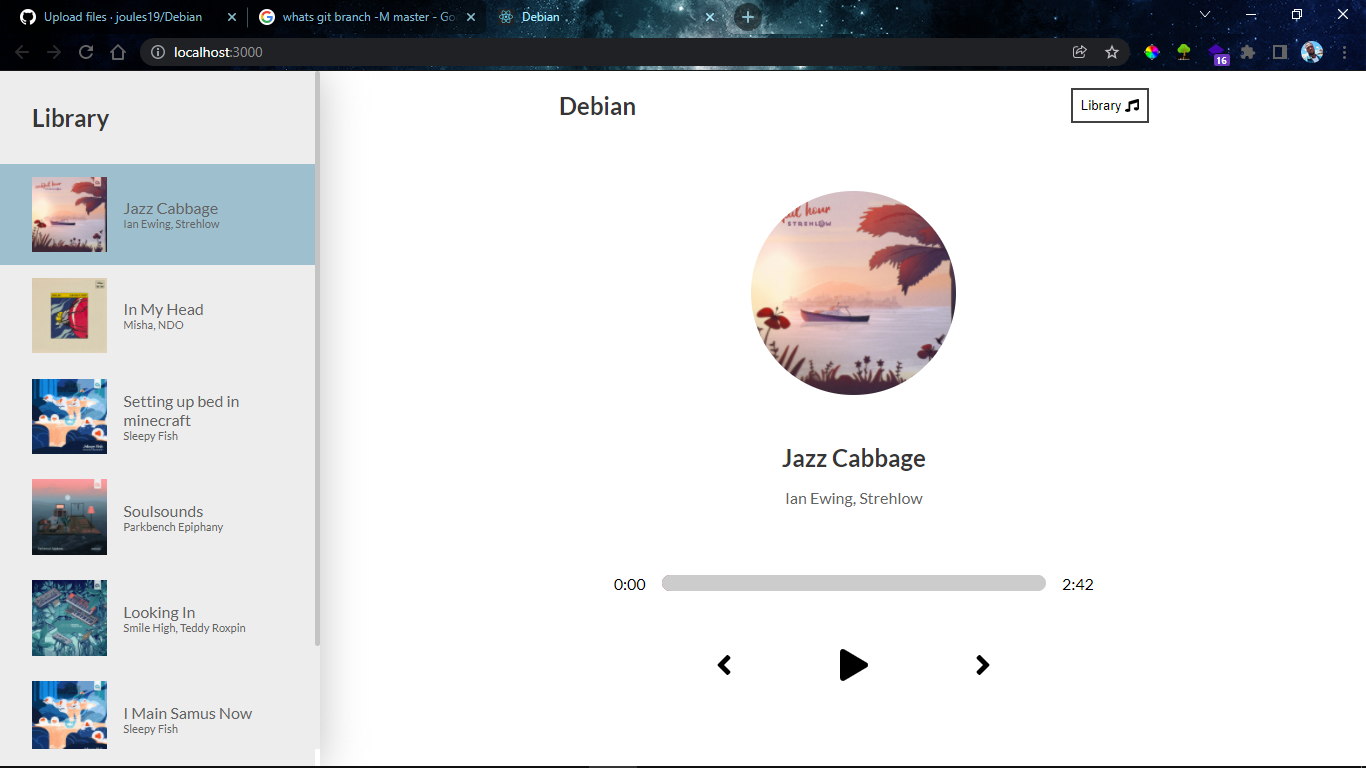 Upload files · joules19/Debian
whats git branch -M master - Go
Debian
localhost:3000
16
Library
Debian
Library
Jazz Cabbage
Ian Ewing, Strehlow
In My Head
Misha, NDO
Setting up bed in
minecraft
Sleepy Fish
Soulsounds
Parkbench Epiphany
Looking In
Smile High, Teddy Roxpin
I Main Samus Now
Sleepy Fish
hour
STREHLOW
Jazz Cabbage
Ian Ewing, Strehlow
0:00
2:42